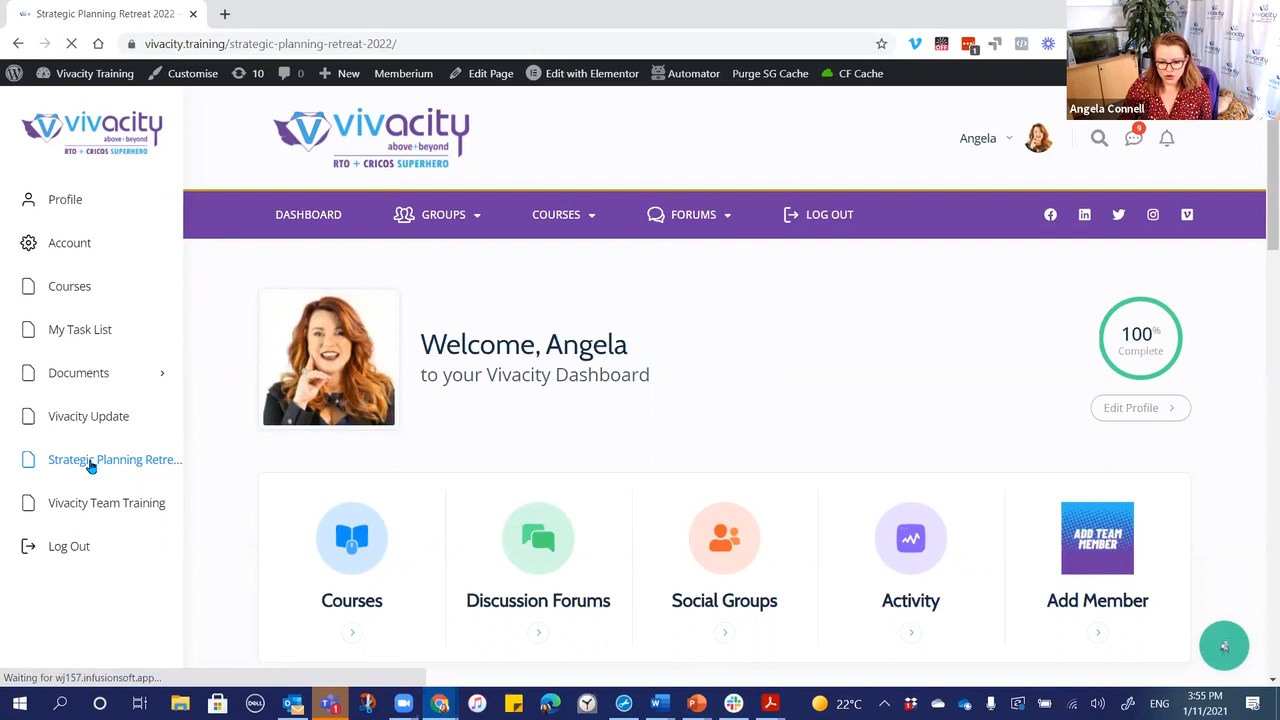 Strategic Planning Retreat 2022 -
vivacity.training/strategic-planning-retreat-2022/
OFF
1
Vivacity Training
Customise
10
0
New
Memberium
Edit Page
Edit with Elementor
Automator
Purge SG Cache
CF Cache
Angela Connell
vivacity
above+beyond
RTO + CRICOS SUPERHERO
vivacity
above+beyond
RTO + CRICOS SUPERHERO
Angela
9
Profile
Account
Courses
My Task List
Documents
Vivacity Update
Strategic Planning Retre...
Vivacity Team Training
Log Out
DASHBOARD
GROUPS
COURSES
FORUMS
LOG OUT
Welcome, Angela
to your Vivacity Dashboard
100%
Complete
Edit Profile
Courses
Discussion Forums
Social Groups
Activity
ADD TEAM
MEMBER
Add Member
Waiting for wj157.infusionsoft.app...
DELL
22°C
ENG
3:55 PM
1/11/2021